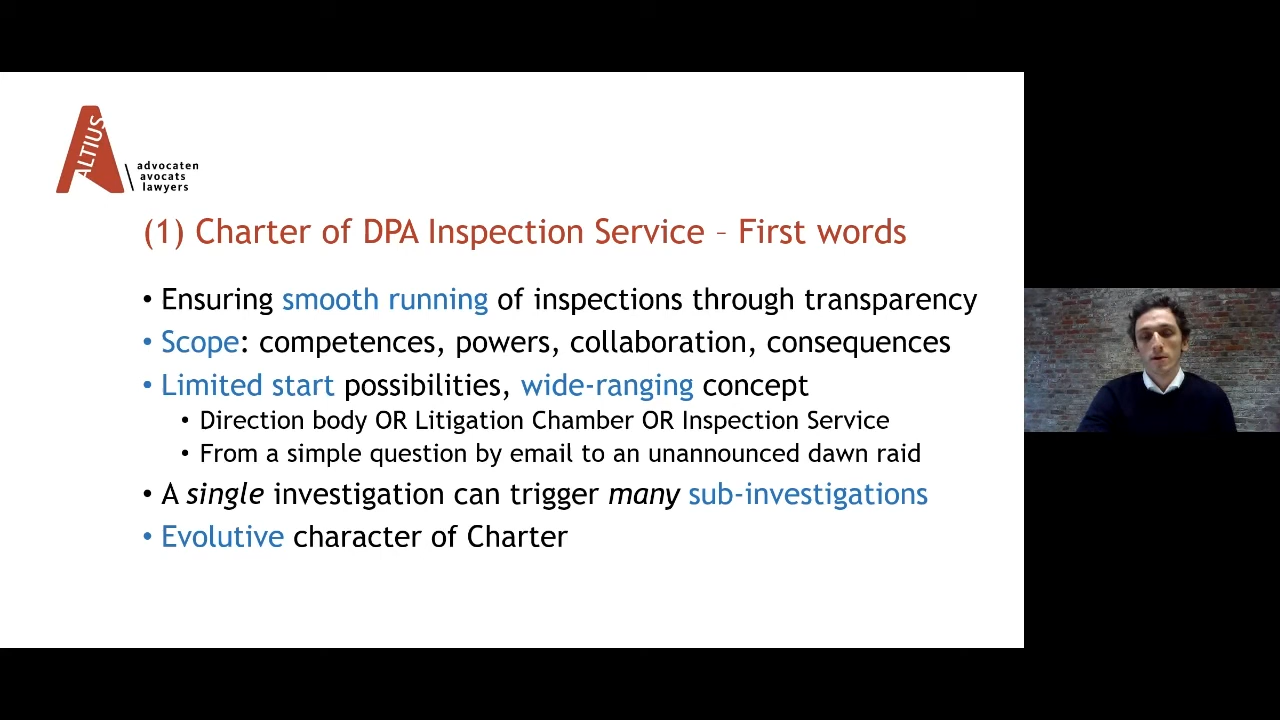 ALTIUS
advocaten
avocats
lawyers
(1) Charter of DPA Inspection Service – First words
• Ensuring smooth running of inspections through transparency
• Scope: competences, powers, collaboration, consequences
• Limited start possibilities, wide-ranging concept
• Direction body OR Litigation Chamber OR Inspection Service
• From a simple question by email to an unannounced dawn raid
• A single investigation can trigger many sub-investigations
• Evolutive character of Charter